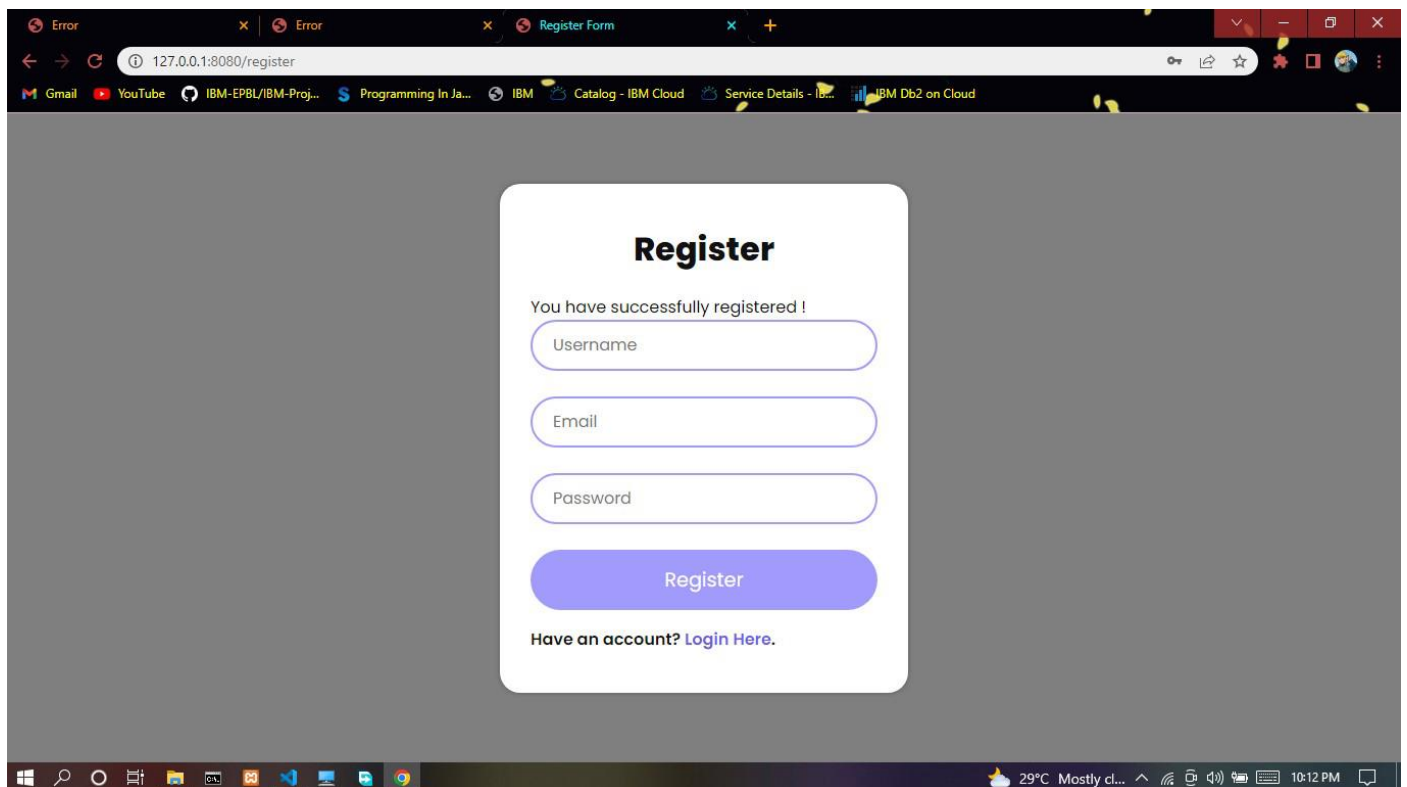 Error
Error
Register Form
127.0.0.1:8080/register
Gmail YouTube IBM-EPBL/IBM-Proj... Programming In Ja... IBM Catalog - IBM Cloud Service Details - IB... IBM Db2 on Cloud
Register
You have successfully registered !
Username
Email
Password
Register
Have an account? Login Here.
29°C Mostly cl... 10:12 PM